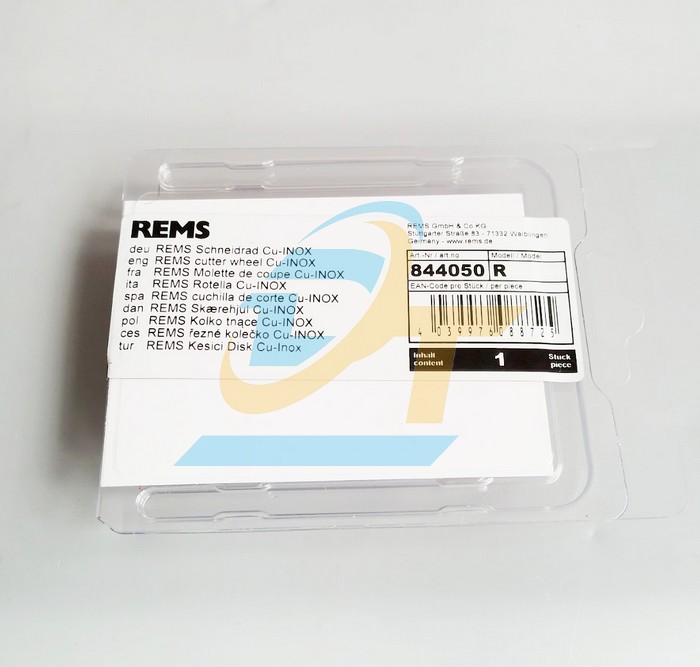 REMS
deu REMS Schneidrad Cu-INOX
eng REMS cutter wheel Cu-INOX
fra REMS Molette de coupe Cu-INOX
ita REMS Rotella Cu-INOX
spa REMS cuchilla de corte Cu-INOX
dan REMS Skærehjul Cu-INOX
pol REMS Kolko tnace Cu-INOX
ces REMS řezné kolečko Cu-INOX
tur REMS Kesici Disk Cu-Inox
REMS GmbH & Co KG
Stuttgarter Straße 83 - 71332 Waiblingen
Germany - www.rems.de
Art.-Nr / art.no Modell / Model
844050 R
EAN-Code pro Stück / per piece
4 039976 088725
Inhalt 1 Stück
content piece